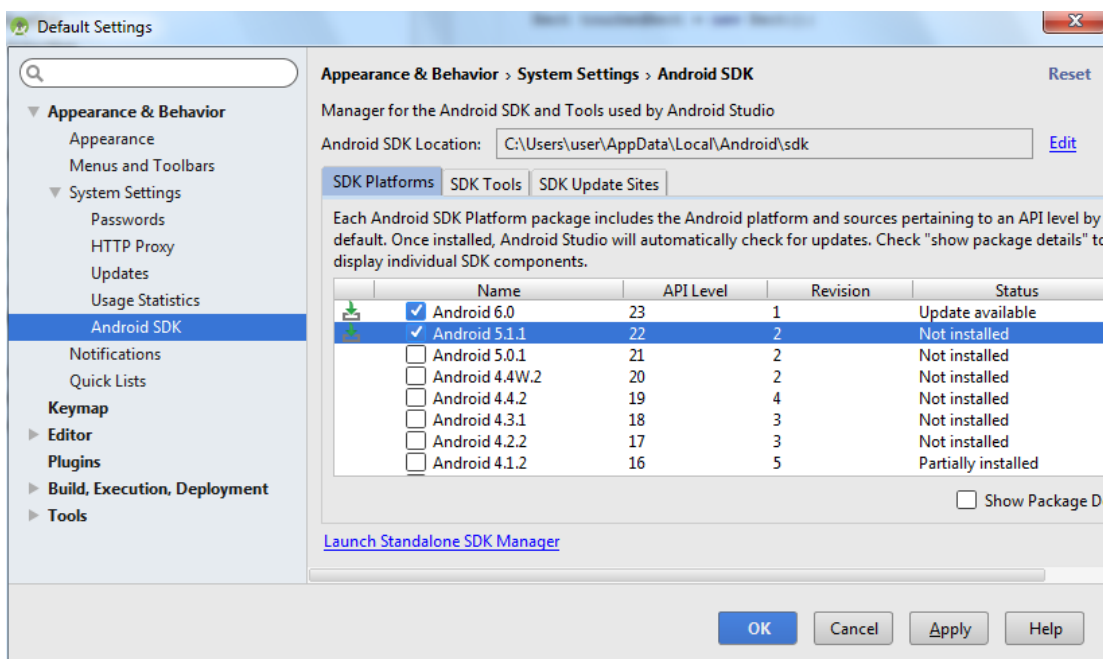 Default Settings
Appearance & Behavior › System Settings › Android SDK
Reset
Appearance & Behavior
Appearance
Menus and Toolbars
System Settings
Passwords
HTTP Proxy
Updates
Usage Statistics
Android SDK
Notifications
Quick Lists
Keymap
Editor
Plugins
Build, Execution, Deployment
Tools
Manager for the Android SDK and Tools used by Android Studio
Android SDK Location: C:\Users\user\AppData\Local\Android\sdk Edit
SDK Platforms SDK Tools SDK Update Sites
Each Android SDK Platform package includes the Android platform and sources pertaining to an API level by
default. Once installed, Android Studio will automatically check for updates. Check "show package details" to
display individual SDK components.
Name API Level Revision Status
Android 6.0 23 1 Update available
Android 5.1.1 22 2 Not installed
Android 5.0.1 21 2 Not installed
Android 4.4W.2 20 2 Not installed
Android 4.4.2 19 4 Not installed
Android 4.3.1 18 3 Not installed
Android 4.2.2 17 3 Not installed
Android 4.1.2 16 5 Partially installed
Show Package D
Launch Standalone SDK Manager
OK Cancel Apply Help